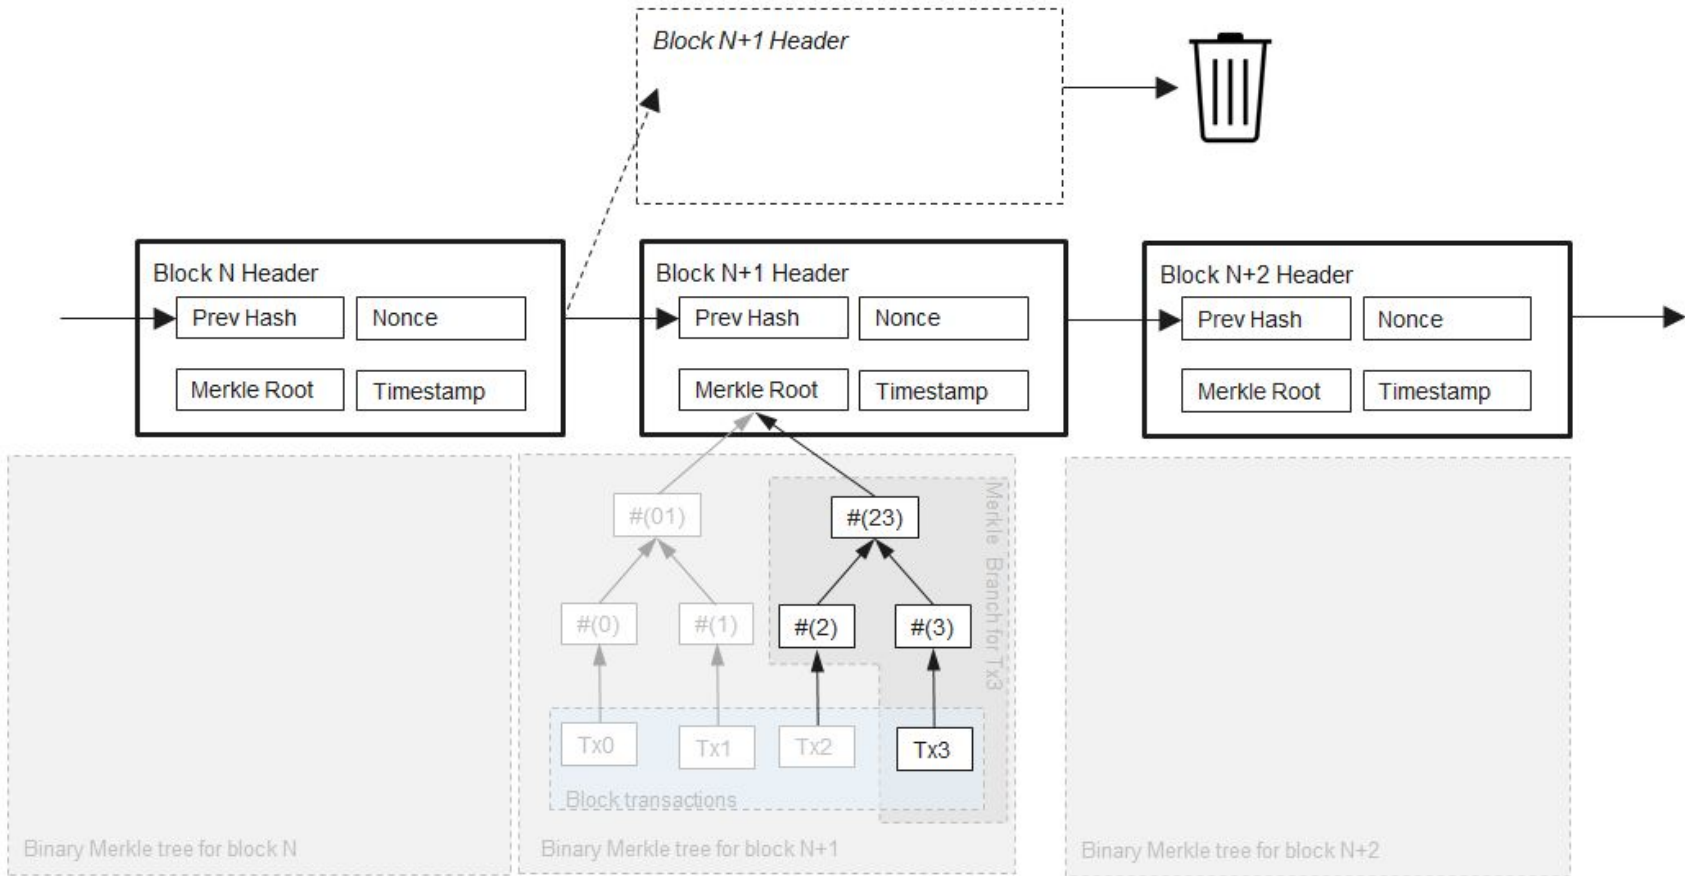 Block N+1 Header
Block N Header
Prev Hash
Nonce
Merkle Root
Timestamp
Block N+1 Header
Prev Hash
Nonce
Merkle Root
Timestamp
Block N+2 Header
Prev Hash
Nonce
Merkle Root
Timestamp
#(01)
#(23)
#(0)
#(1)
#(2)
#(3)
Merkle Branch for Tx3
Tx0
Tx1
Tx2
Tx3
Block transactions
Binary Merkle tree for block N
Binary Merkle tree for block N+1
Binary Merkle tree for block N+2